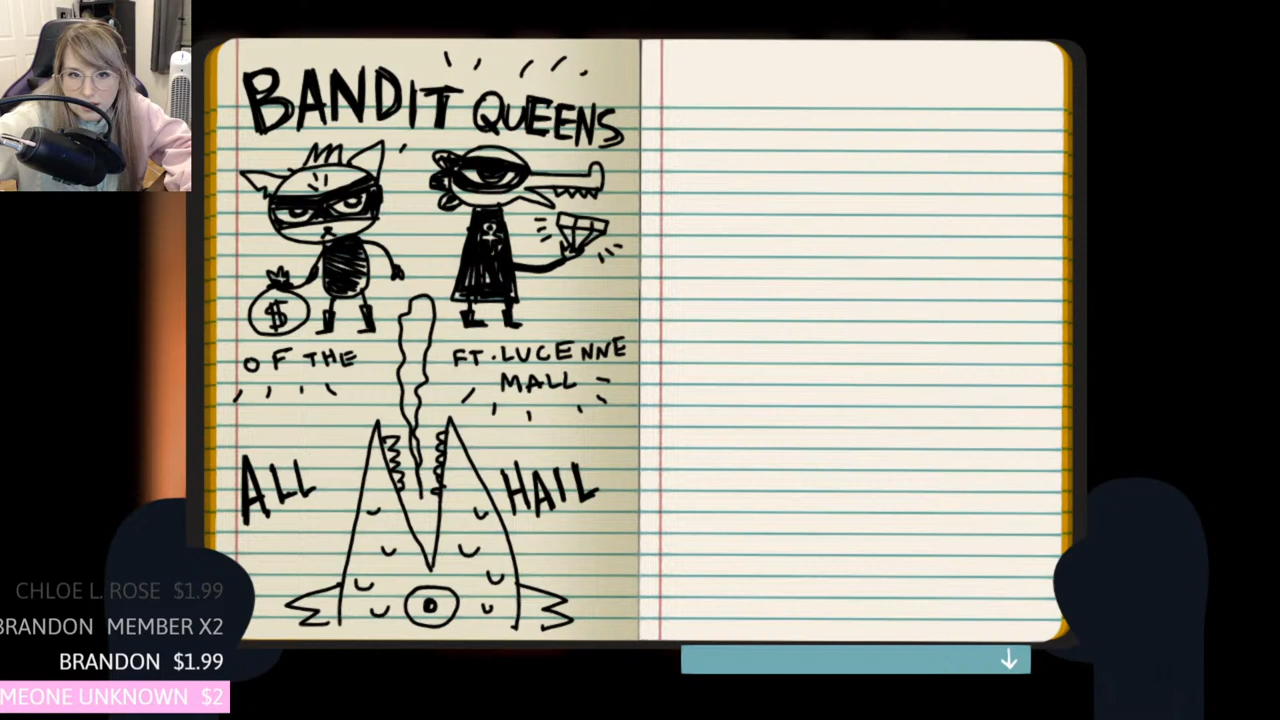 BANDIT QUEENS
$
OF THE FT. LUCENNE
MALL
ALL HAIL
CHLOE L. ROSE $1.99
BRANDON MEMBER X2
BRANDON $1.99
MEONE UNKNOWN $2